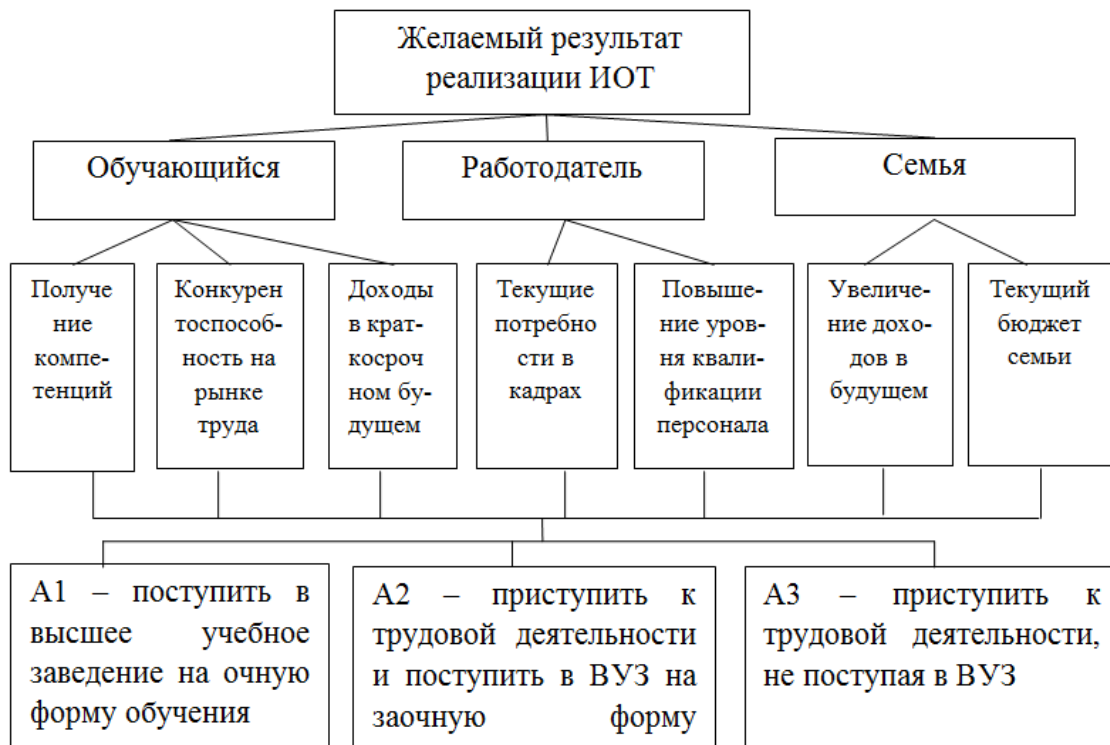 Желаемый результат
реализации ИОТ
Обучающийся
Работодатель
Семья
Получе
ние
компе-
тенций
Конкурен
тоспособ-
ность на
рынке
труда
Доходы
в крат-
косроч
ном бу-
дущем
Текущие
потребно
сти в
кадрах
Повыше-
ние уров-
ня квали-
фикации
персонала
Увеличе-
ние дохо-
дов в
будущем
Текущий
бюджет
семьи
А1 – поступить в
высшее учебное
заведение на очную
форму обучения
А2 – приступить к
трудовой деятельности
и поступить в ВУЗ на
заочную форму
А3 – приступить к
трудовой деятельности,
не поступая в ВУЗ